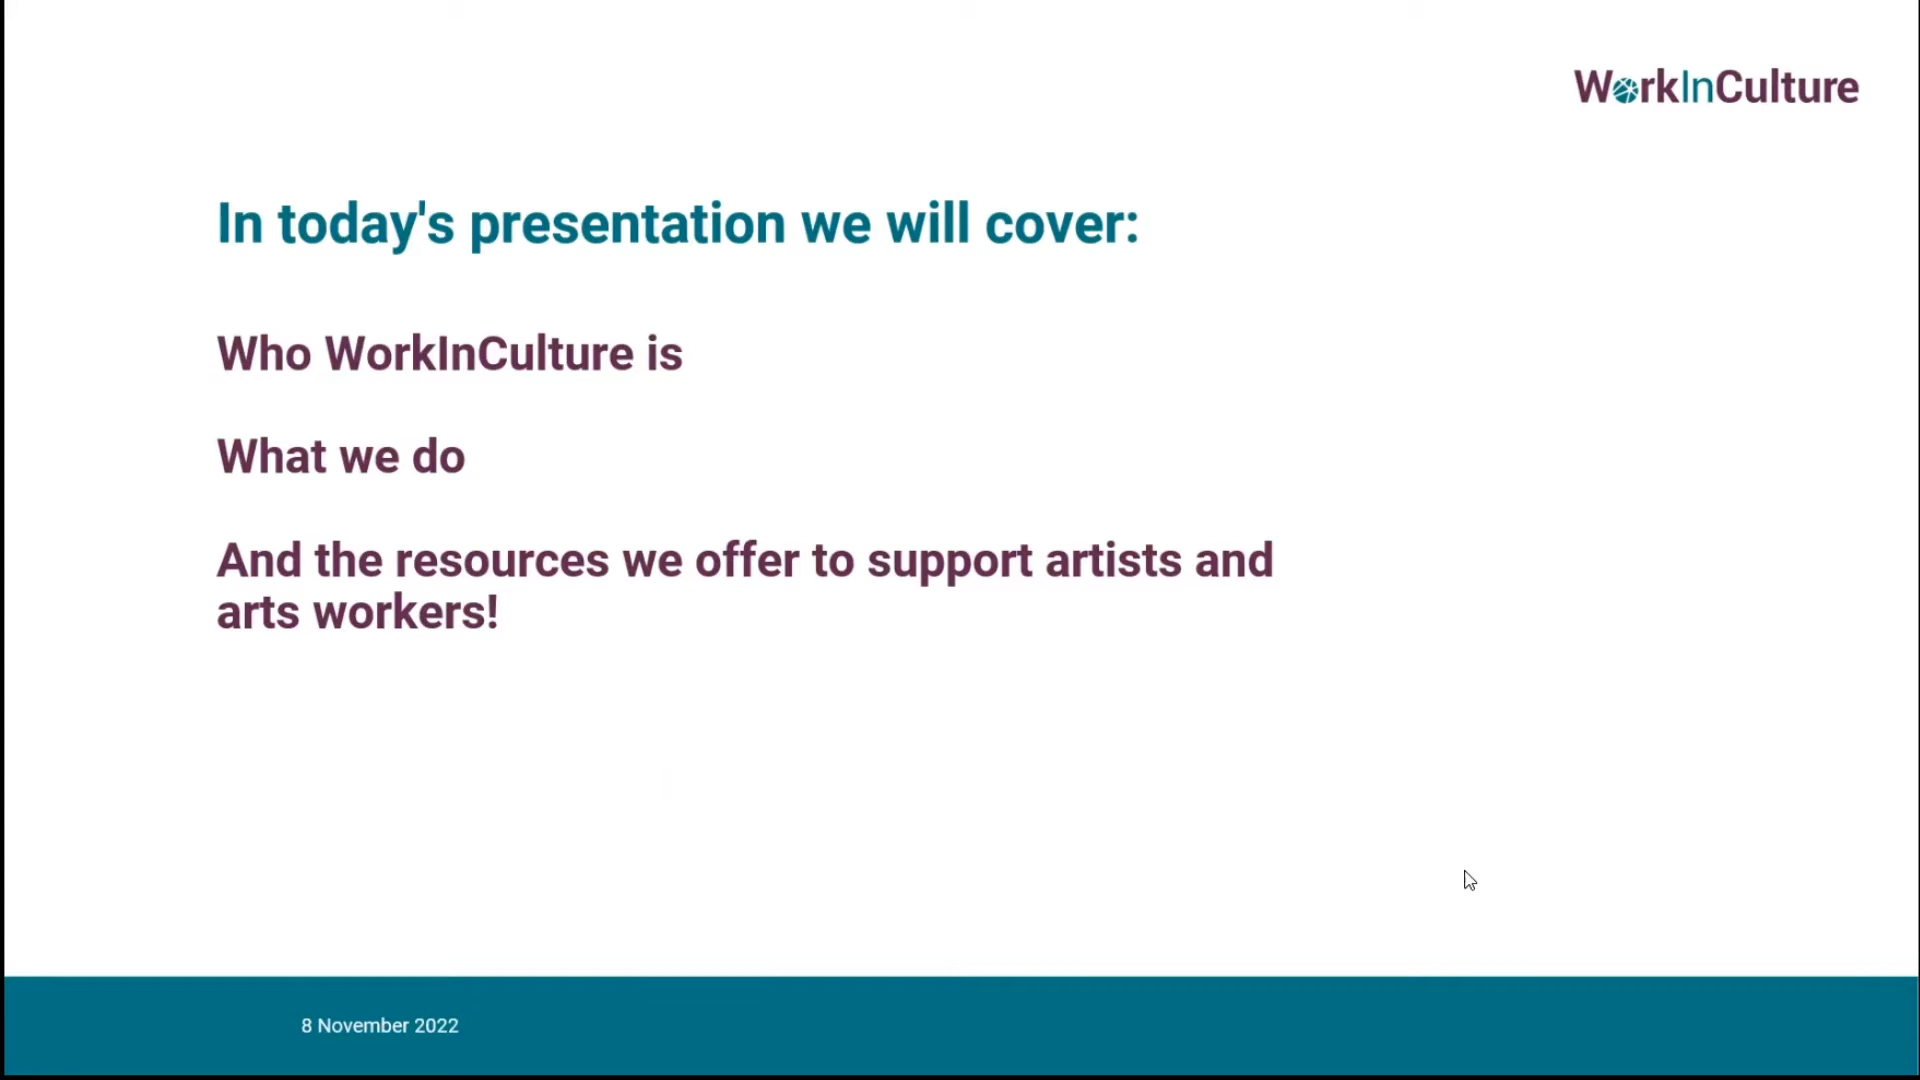 WorkInCulture
In today's presentation we will cover:
Who WorkInCulture is
What we do
And the resources we offer to support artists and
arts workers!
8 November 2022